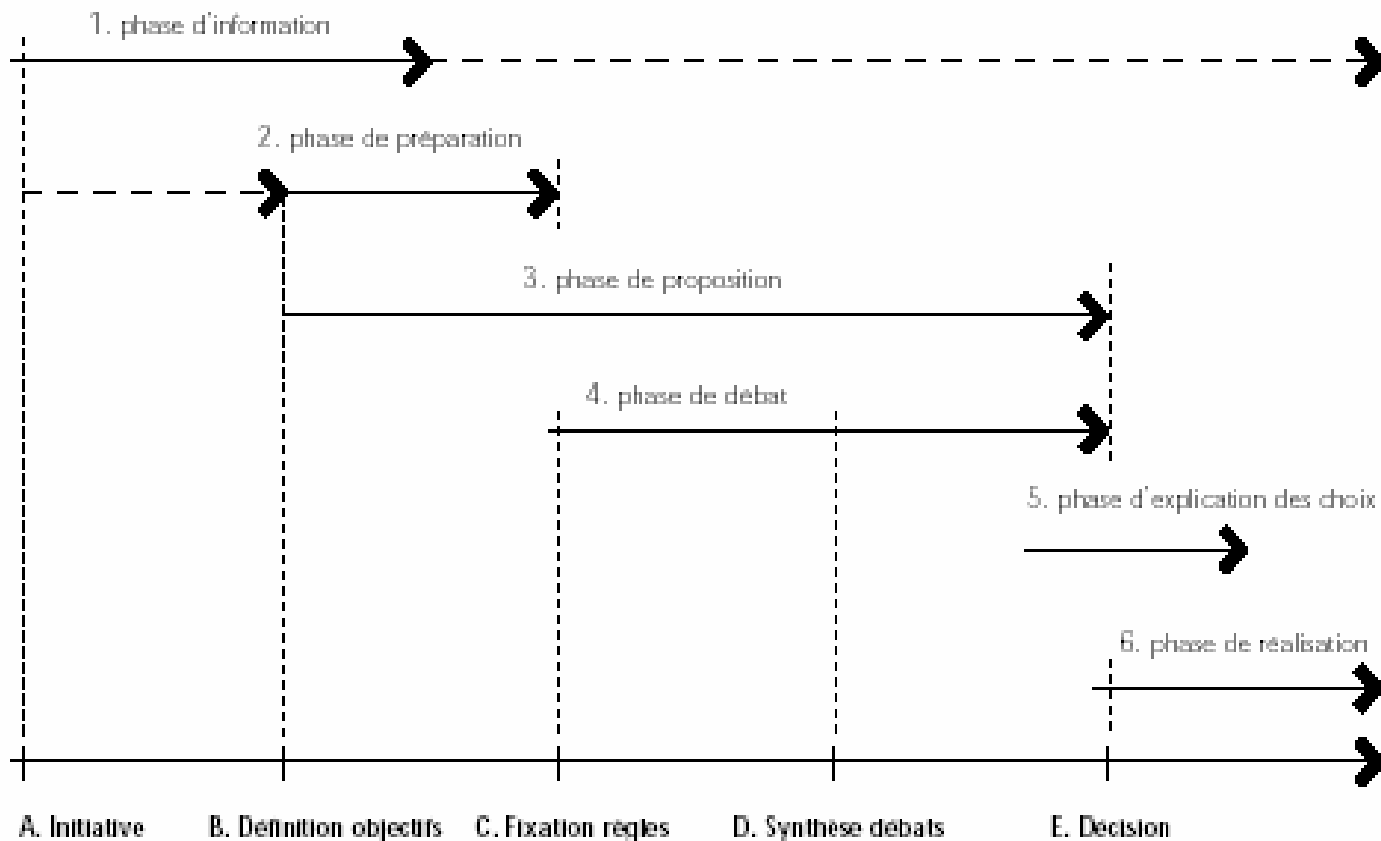 1. phase d'information
2. phase de préparation
3. phase de proposition
4. phase de débat
5. phase d'explication des choix
6. phase de réalisation
A. Initiative B. Définition objectifs C. Fixation règles D. Synthèse débats E. Décision